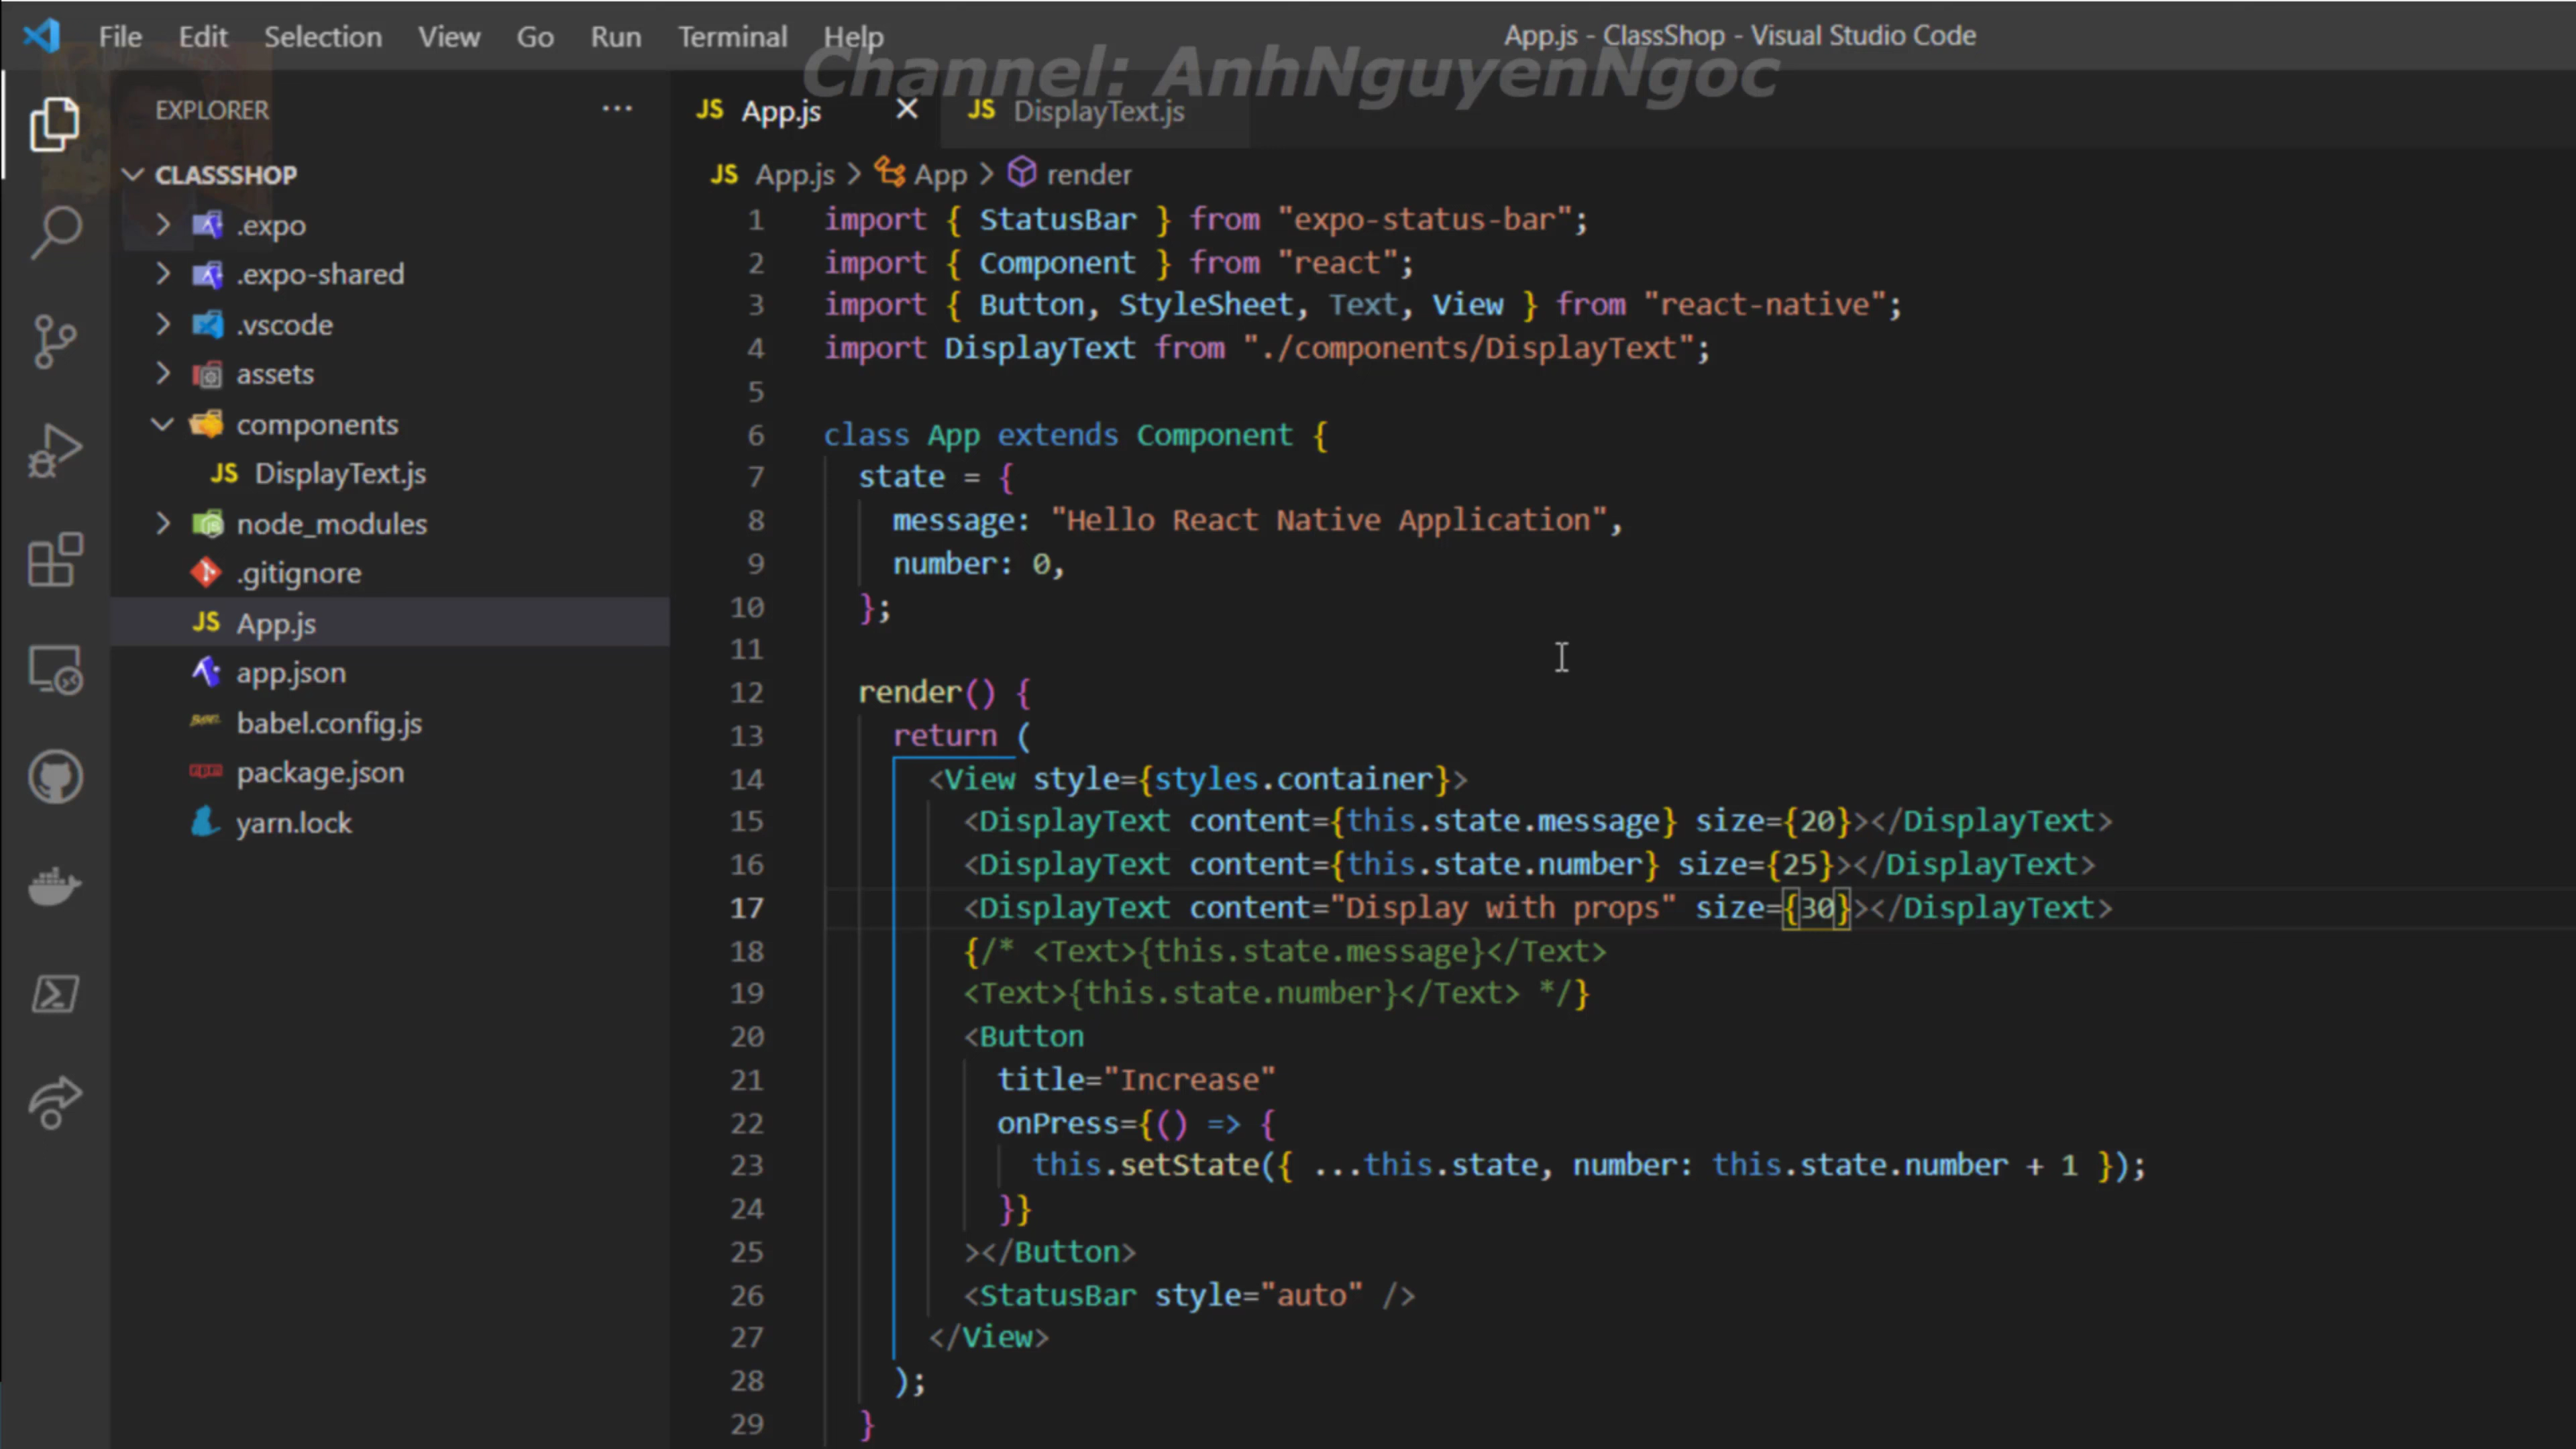 File Edit Selection View Go Run Terminal Help
App.js - ClassShop - Visual Studio Code
Channel: AnhNguyenNgoc
EXPLORER ...
JS App.js × JS DisplayText.js
CLASSSHOP
JS App.js > App > render
.expo
.expo-shared
.vscode
assets
components
JS DisplayText.js
node_modules
.gitignore
JS App.js
app.json
babel.config.js
package.json
yarn.lock
1 import { StatusBar } from "expo-status-bar";
2 import { Component } from "react";
3 import { Button, StyleSheet, Text, View } from "react-native";
4 import DisplayText from "./components/DisplayText";
5
6 class App extends Component {
7 state = {
8 message: "Hello React Native Application",
9 number: 0,
10 };
11
12 render() {
13 return (
14 <View style={styles.container}>
15 <DisplayText content={this.state.message} size={20}></DisplayText>
16 <DisplayText content={this.state.number} size={25}></DisplayText>
17 <DisplayText content="Display with props" size={30}></DisplayText>
18 {/* <Text>{this.state.message}</Text>
19 <Text>{this.state.number}</Text> */}
20 <Button
21 title="Increase"
22 onPress={() => {
23 this.setState({ ...this.state, number: this.state.number + 1 });
24 }}
25 ></Button>
26 <StatusBar style="auto" />
27 </View>
28 );
29 }